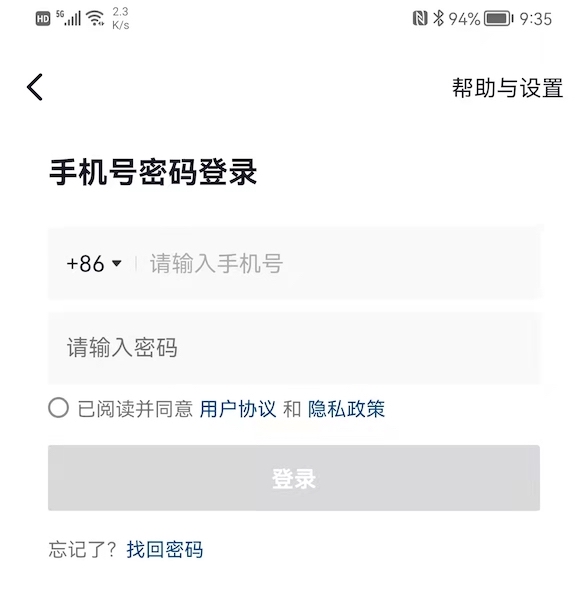 HD 5G 2.3 K/s 94% 9:35
帮助与设置
手机号密码登录
+86 请输入手机号
请输入密码
已阅读并同意 用户协议 和 隐私政策
登录
忘记了？找回密码